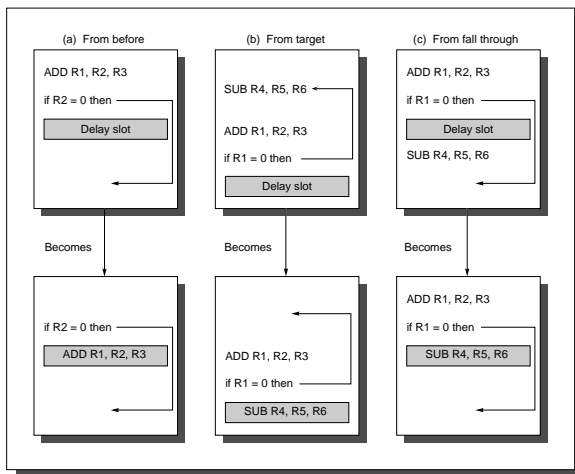 (a) From before
ADD R1, R2, R3
if R2 = 0 then
Delay slot
Becomes
if R2 = 0 then
ADD R1, R2, R3
(b) From target
SUB R4, R5, R6
ADD R1, R2, R3
if R1 = 0 then
Delay slot
Becomes
ADD R1, R2, R3
if R1 = 0 then
SUB R4, R5, R6
(c) From fall through
ADD R1, R2, R3
if R1 = 0 then
Delay slot
SUB R4, R5, R6
Becomes
ADD R1, R2, R3
if R1 = 0 then
SUB R4, R5, R6